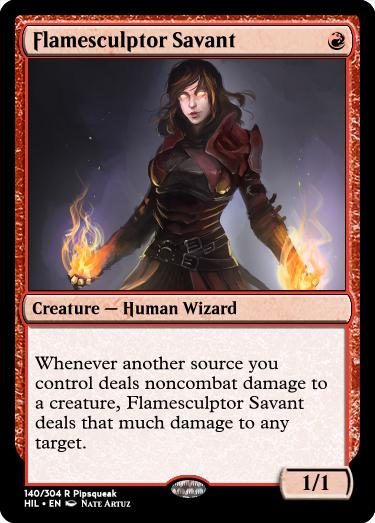 Flamesculptor Savant
Creature — Human Wizard
Whenever another source you
control deals noncombat damage to
a creature, Flamesculptor Savant
deals that much damage to any
target.
1/1
140/304 R Pipsqueak
HIL • EN Nate Artuz